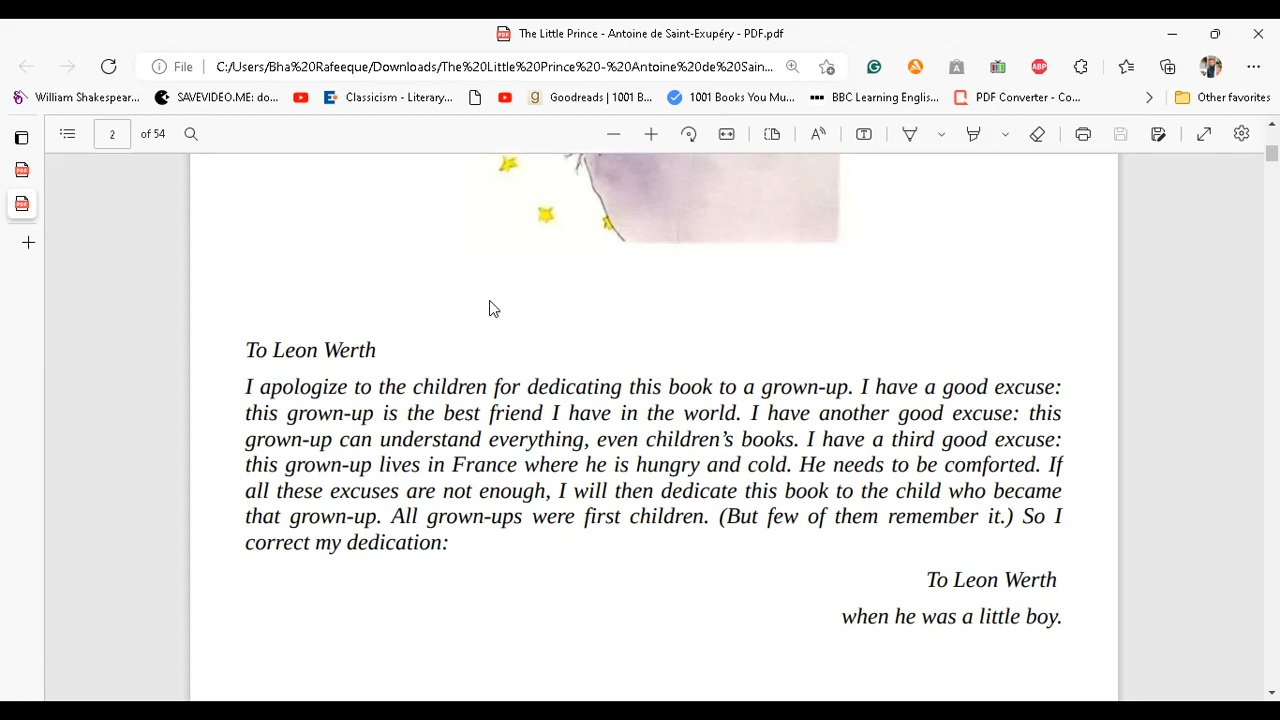 The Little Prince - Antoine de Saint-Exupéry - PDF.pdf
File C:/Users/Bha%20Rafeeque/Downloads/The%20Little%20Prince%20-%20Antoine%20de%20Sain...
William Shakespear... SAVEVIDEO.ME: do... Classicism - Literary... Goodreads | 1001 B... 1001 Books You Mu... BBC Learning Englis... PDF Converter - Co... Other favorites
2 of 54
To Leon Werth
I apologize to the children for dedicating this book to a grown-up. I have a good excuse:
this grown-up is the best friend I have in the world. I have another good excuse: this
grown-up can understand everything, even children’s books. I have a third good excuse:
this grown-up lives in France where he is hungry and cold. He needs to be comforted. If
all these excuses are not enough, I will then dedicate this book to the child who became
that grown-up. All grown-ups were first children. (But few of them remember it.) So I
correct my dedication:
To Leon Werth
when he was a little boy.